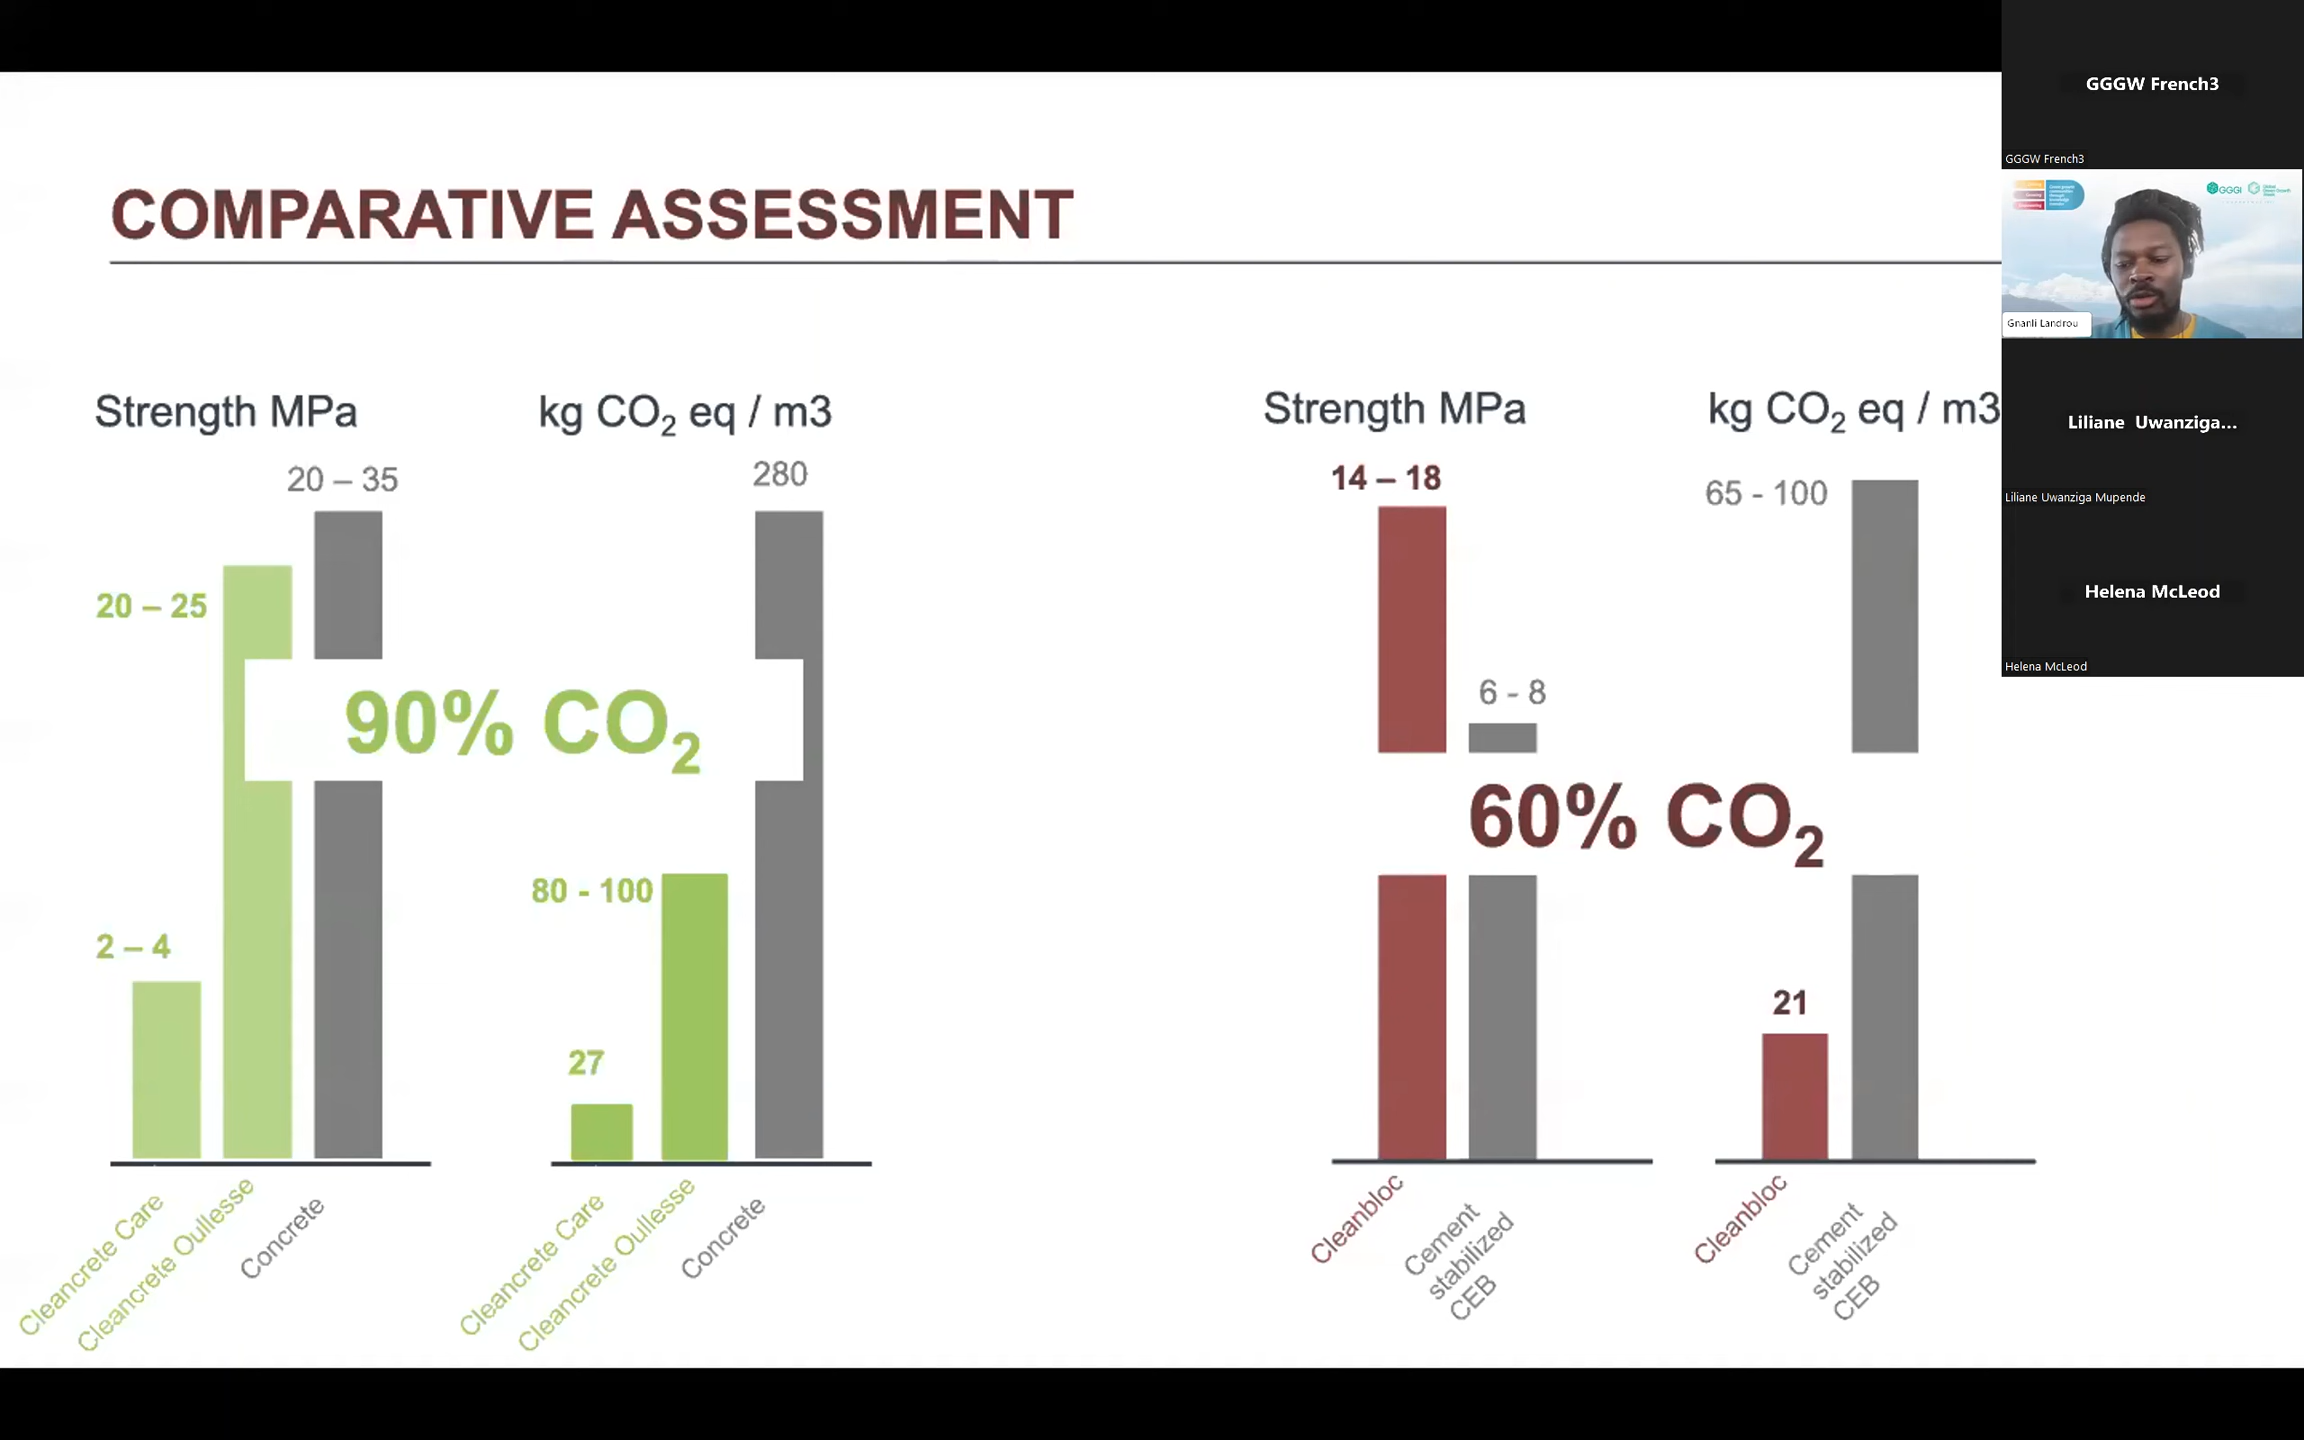 COMPARATIVE ASSESSMENT
Strength MPa
20 – 35
20 – 25
2 – 4
Cleancrete Care
Cleancrete Oullesse
Concrete
kg CO₂ eq / m3
280
80 - 100
27
Cleancrete Care
Cleancrete Oullesse
Concrete
90% CO₂
Strength MPa
14 – 18
6 - 8
Cleanbloc
Cement
stabilized
CEB
kg CO₂ eq / m3
65 - 100
21
Cleanbloc
Cement
stabilized
CEB
60% CO₂
GGGW French3
GGGW French3
GGGI
Gnanli Landrou
Liliane Uwanziga...
Liliane Uwanziga Mupende
Helena McLeod
Helena McLeod